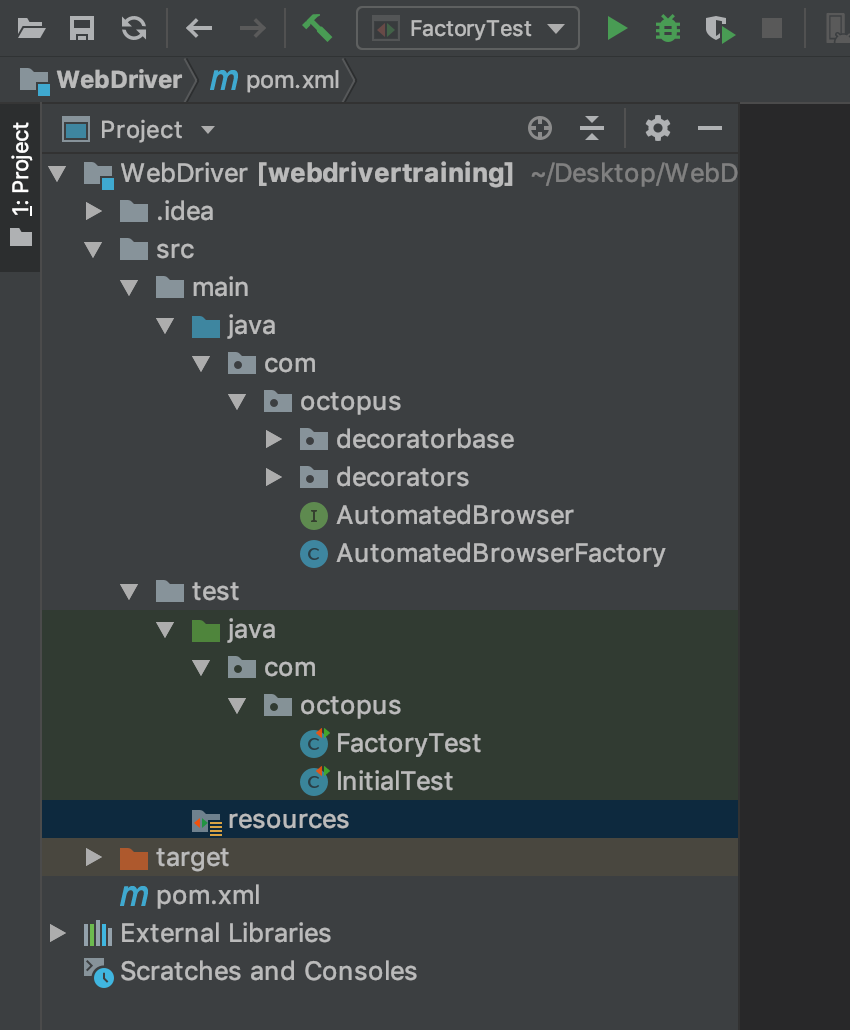 FactoryTest
WebDriver pom.xml
1: Project
Project
WebDriver [webdrivertraining] ~/Desktop/WebD
.idea
src
main
java
com
octopus
decoratorbase
decorators
AutomatedBrowser
AutomatedBrowserFactory
test
java
com
octopus
FactoryTest
InitialTest
resources
target
pom.xml
External Libraries
Scratches and Consoles